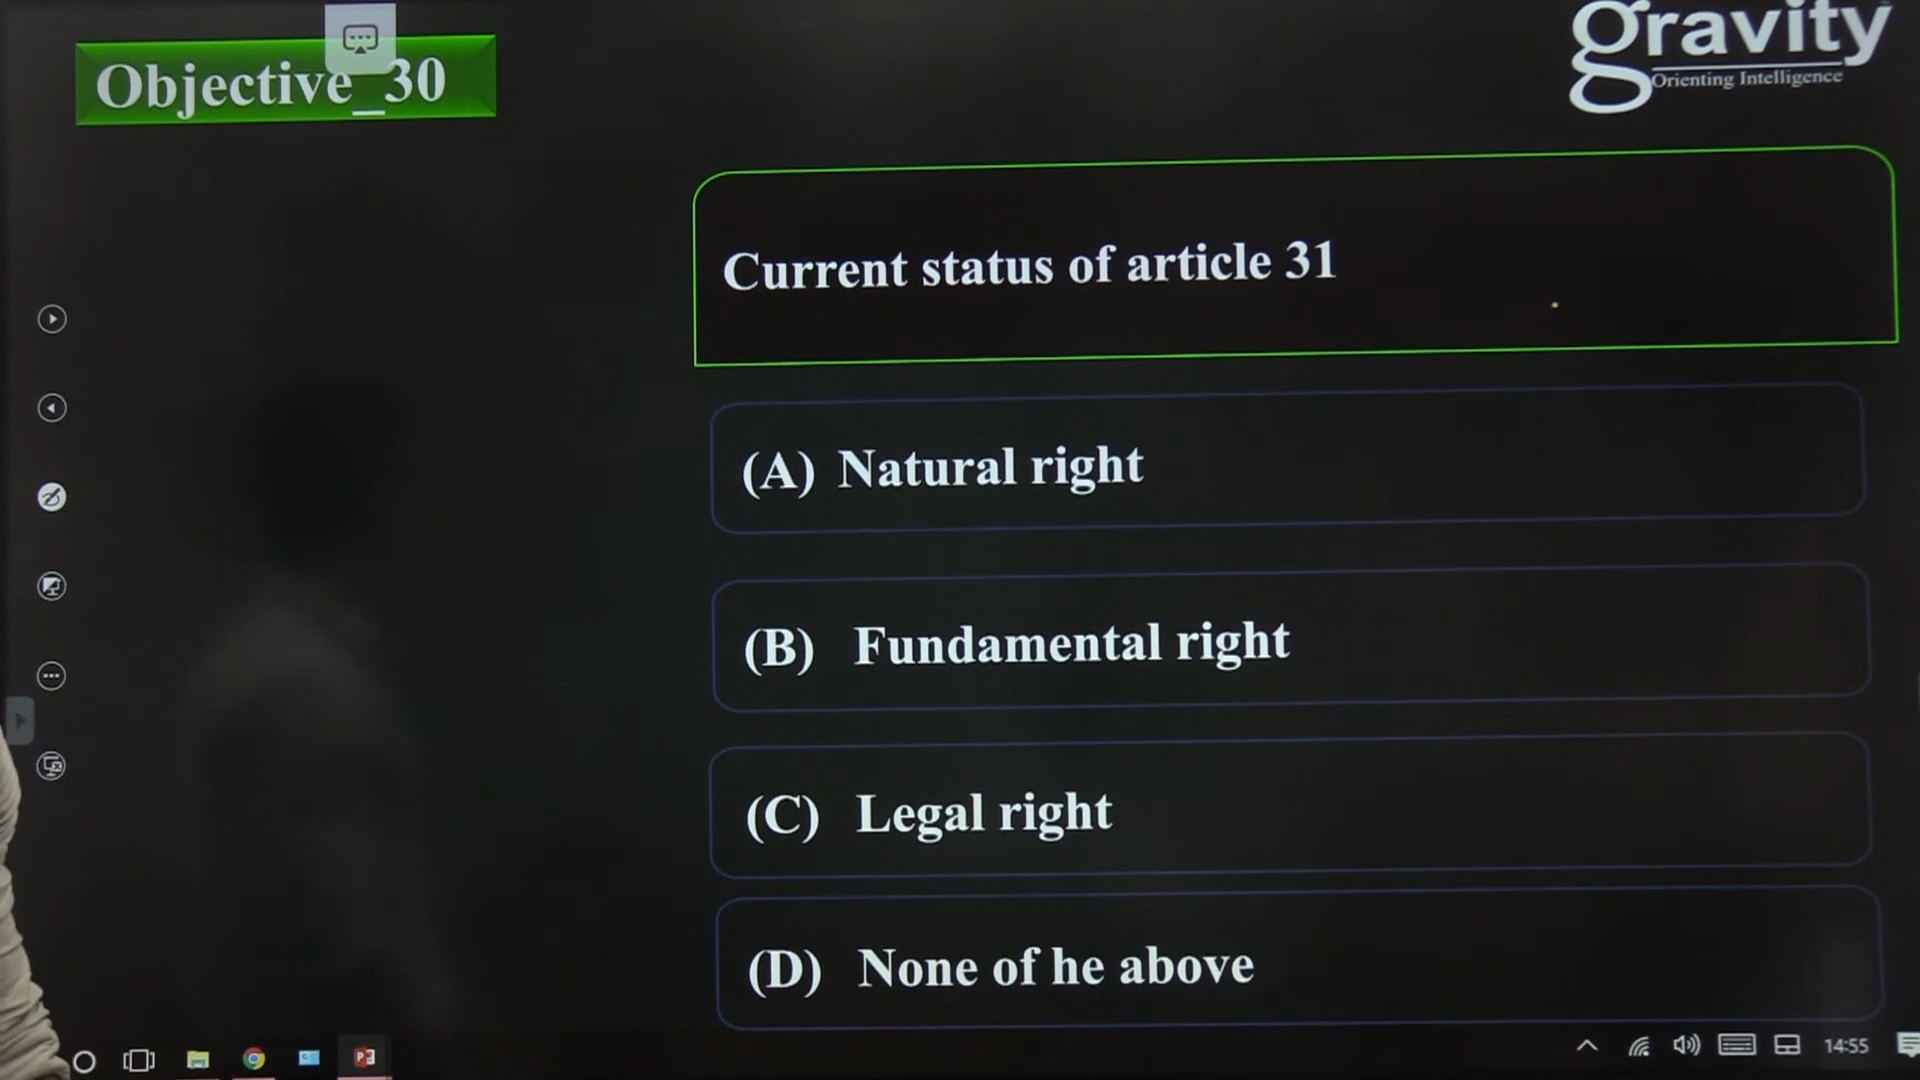 Objective_30
gravity
Orienting Intelligence
Current status of article 31
(A) Natural right
(B) Fundamental right
(C) Legal right
(D) None of he above
14:55